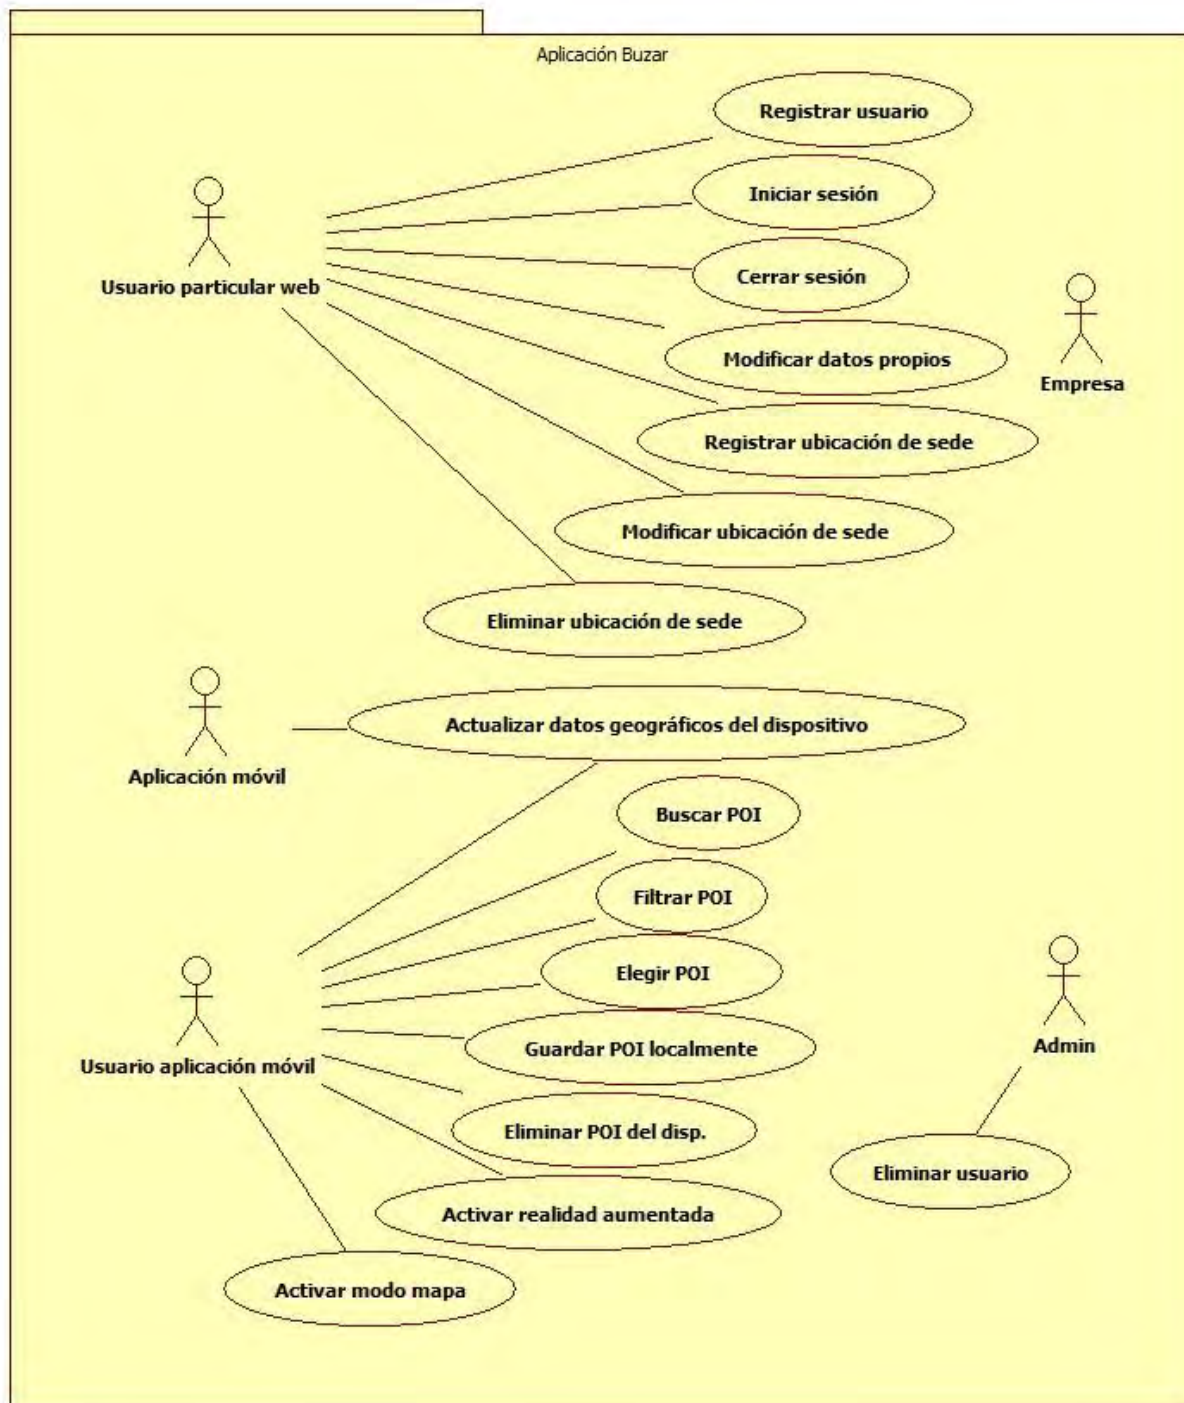 Aplicación Buzar
Registrar usuario
Iniciar sesión
Usuario particular web
Cerrar sesión
Modificar datos propios
Empresa
Registrar ubicación de sede
Modificar ubicación de sede
Eliminar ubicación de sede
Actualizar datos geográficos del dispositivo
Aplicación móvil
Buscar POI
Filtrar POI
Elegir POI
Guardar POI localmente
Admin
Usuario aplicación móvil
Eliminar POI del disp.
Eliminar usuario
Activar realidad aumentada
Activar modo mapa